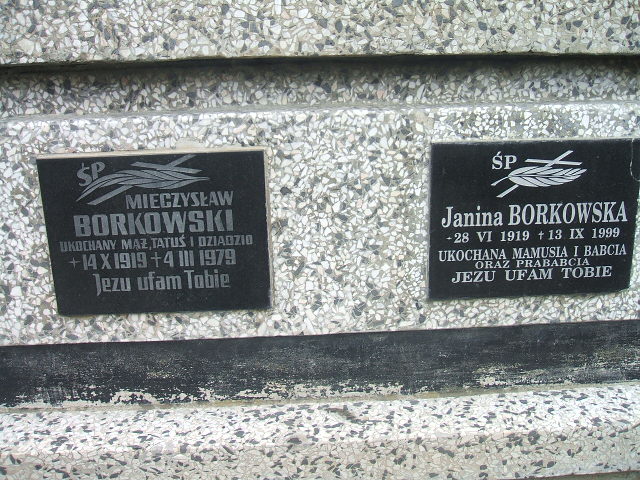 ŚP
MIECZYSŁAW
BORKOWSKI
UKOCHANY MĄŻ, TATUŚ I DZIADZIO
+14 X 1919 + 4 III 1979
Jezu ufam Tobie
ŚP
Janina BORKOWSKA
-28 VI 1919 + 13 IX 1999
UKOCHANA MAMUSIA I BABCIA
ORAZ PRABABCIA
JEZU UFAM TOBIE